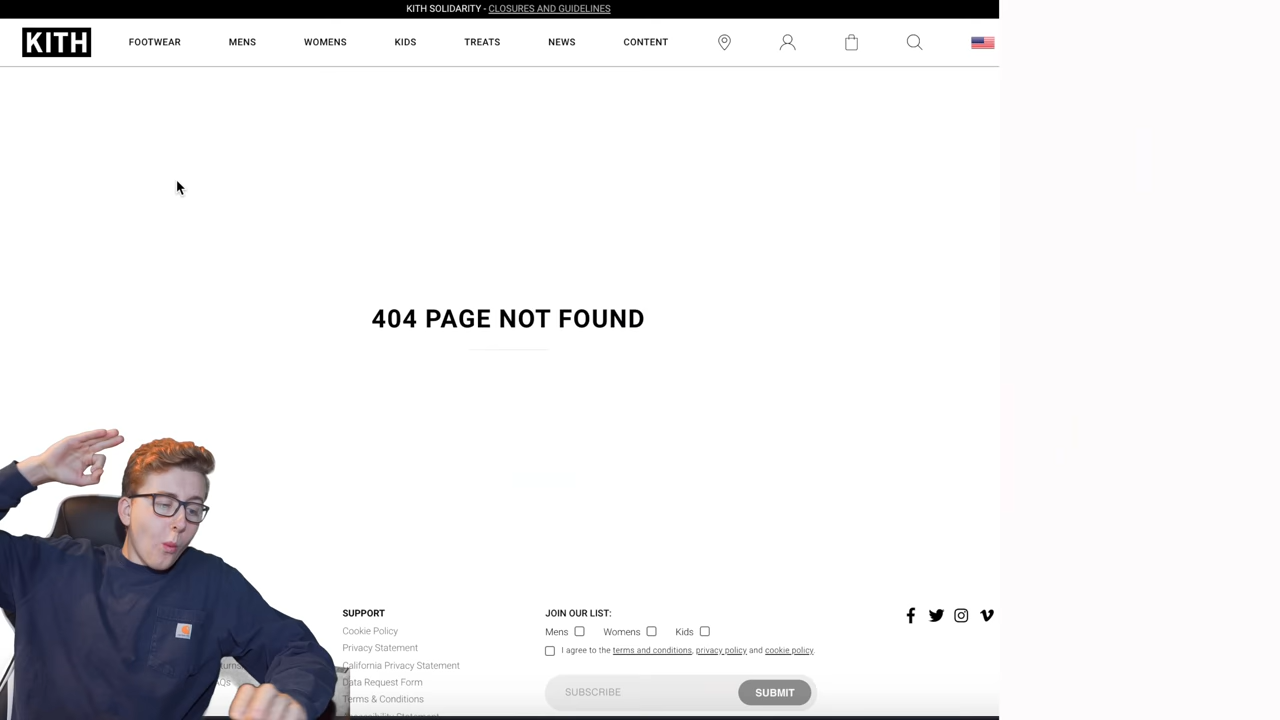 KITH SOLIDARITY - CLOSURES AND GUIDELINES
KITH
FOOTWEAR
MENS
WOMENS
KIDS
TREATS
NEWS
CONTENT
404 PAGE NOT FOUND
SUPPORT
Cookie Policy
Privacy Statement
California Privacy Statement
Data Request Form
Terms & Conditions
JOIN OUR LIST:
Mens
Womens
Kids
I agree to the terms and conditions, privacy policy and cookie policy.
SUBSCRIBE
SUBMIT